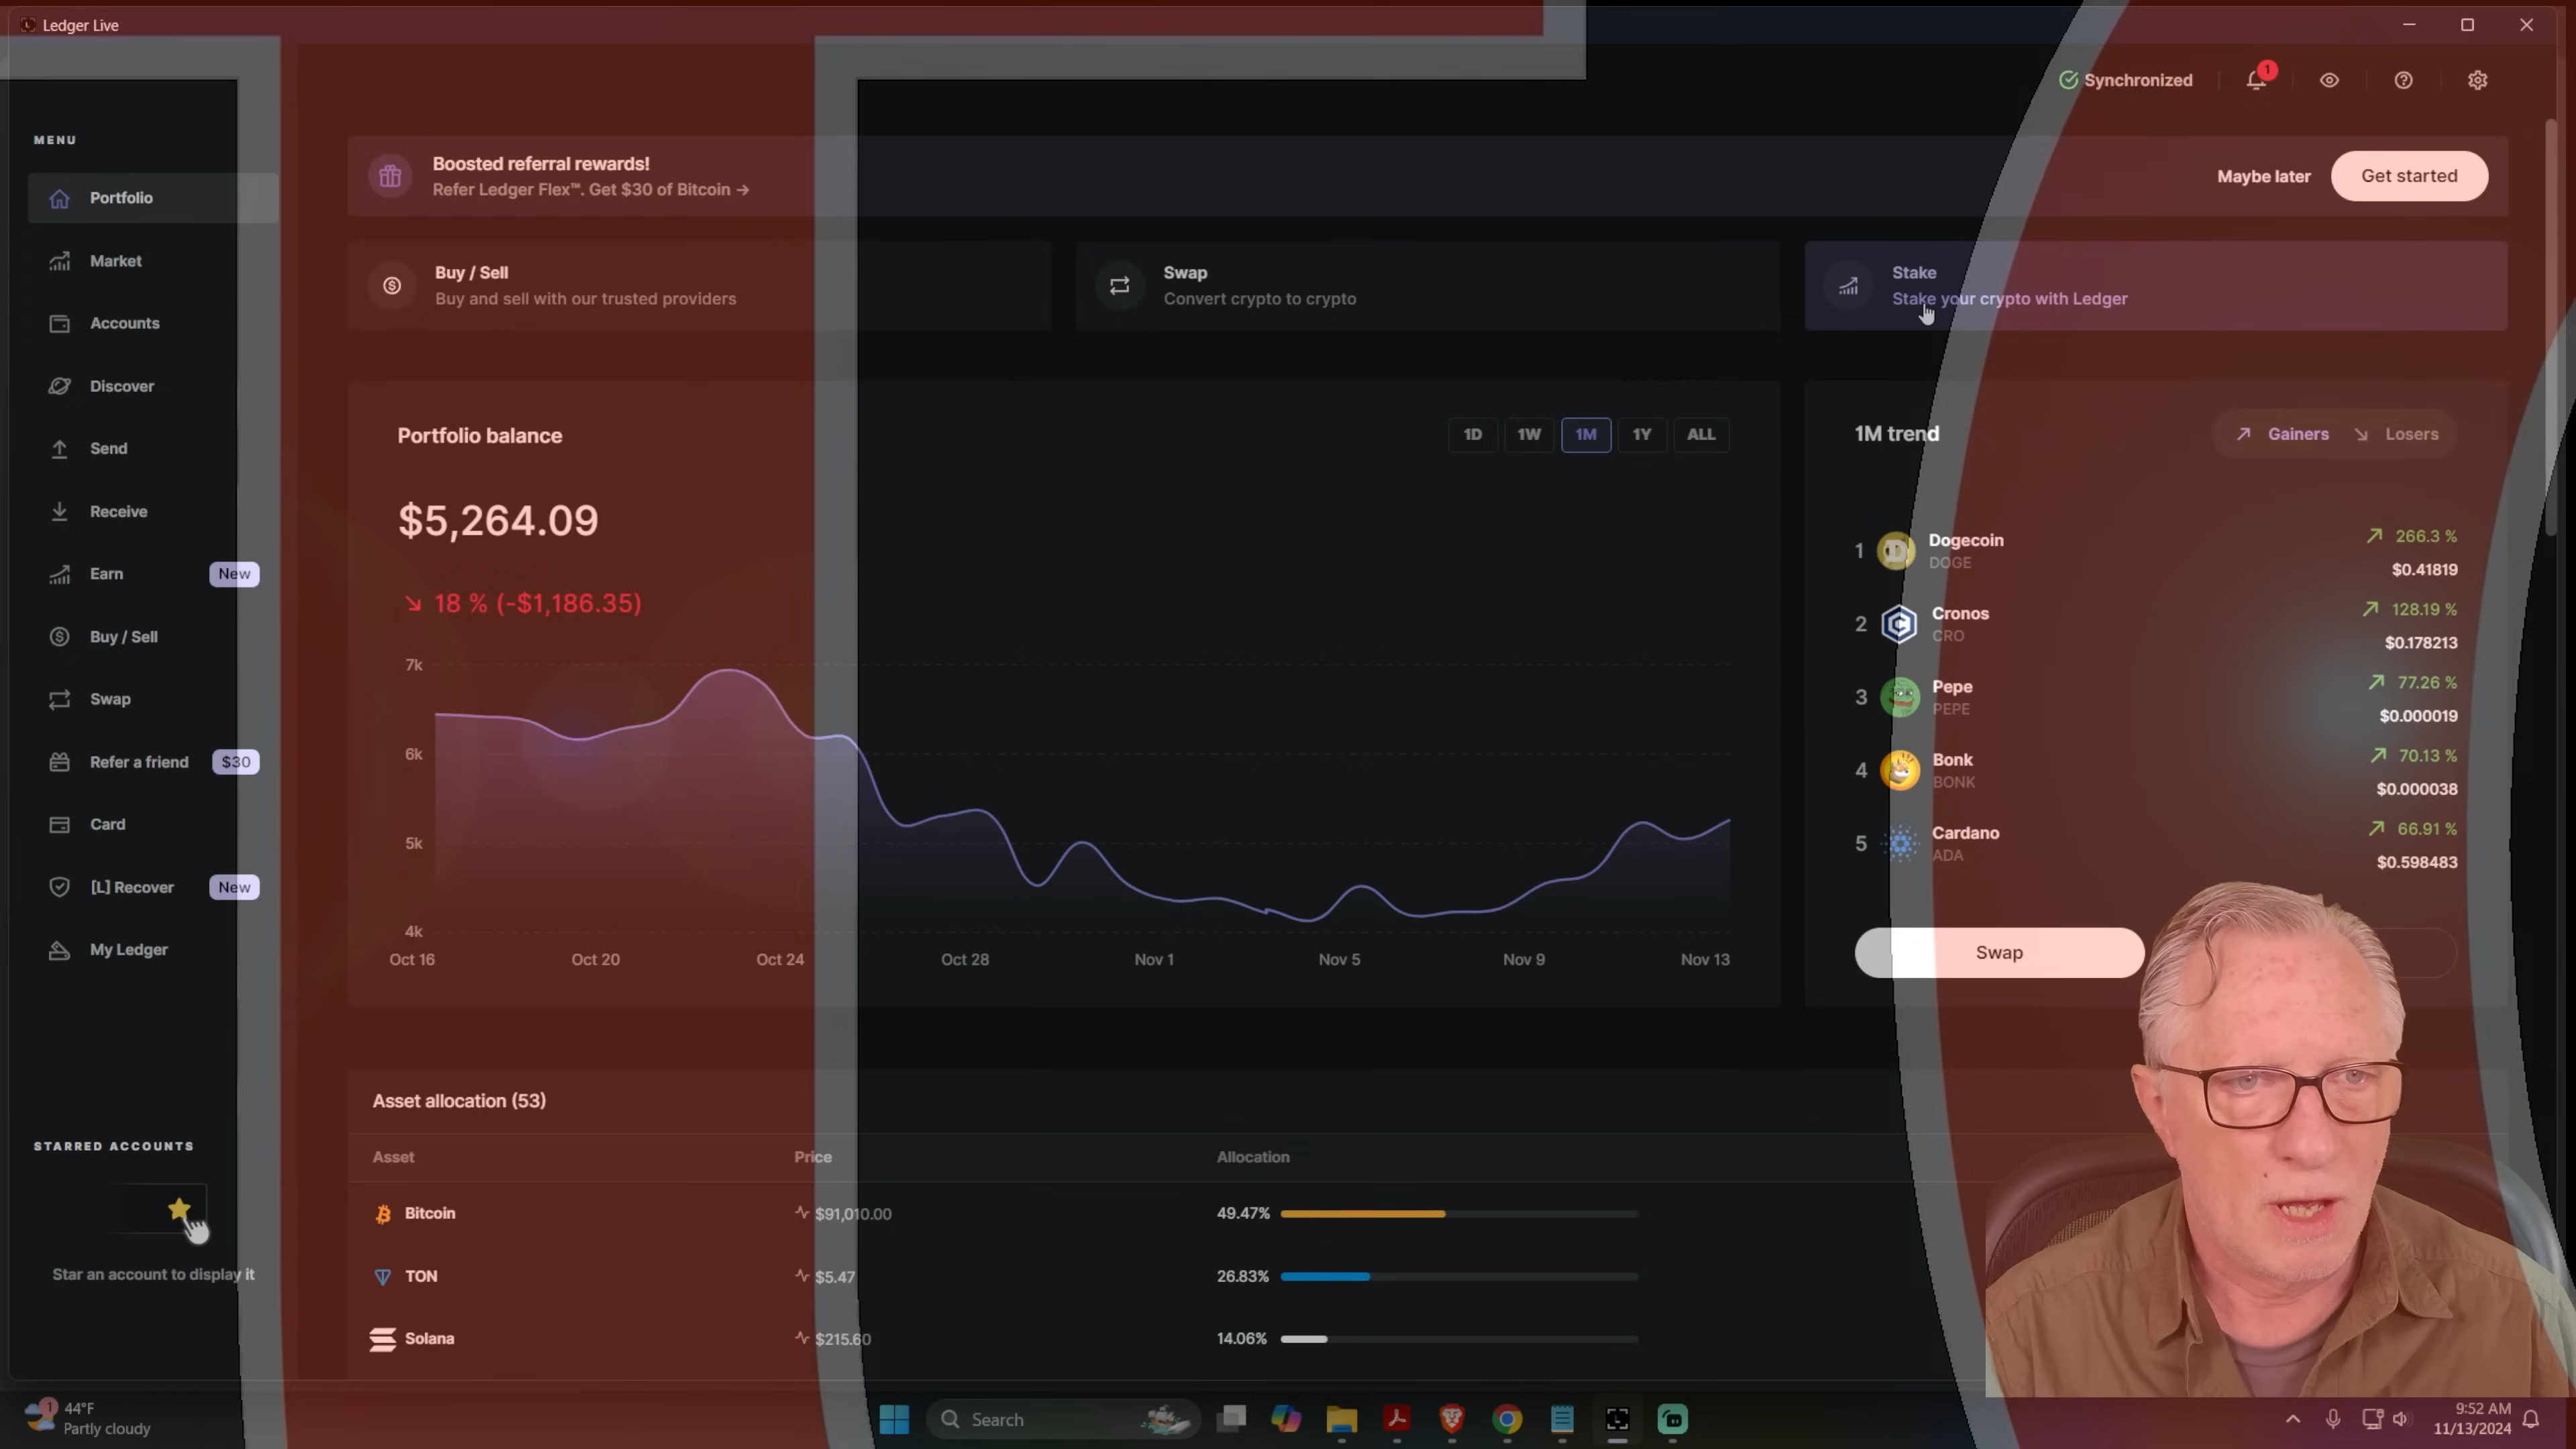 Ledger Live
Synchronized
1
MENU
Portfolio
Market
Accounts
Discover
Send
Receive
Earn New
Buy / Sell
Swap
Refer a friend $30
Card
[L] Recover New
My Ledger
STARRED ACCOUNTS
Star an account to display it
Boosted referral rewards!
Refer Ledger Flex™. Get $30 of Bitcoin →
Maybe later
Get started
Buy / Sell
Buy and sell with our trusted providers
Swap
Convert crypto to crypto
Stake
Stake your crypto with Ledger
Portfolio balance
1D 1W 1M 1Y ALL
$5,264.09
18 % (-$1,186.35)
7k
6k
5k
4k
Oct 16 Oct 20 Oct 24 Oct 28 Nov 1 Nov 5 Nov 9 Nov 13
1M trend
Gainers Losers
1 Dogecoin 266.3 %
DOGE $0.41819
2 Cronos 128.19 %
CRO $0.178213
3 Pepe 77.26 %
PEPE $0.000019
4 Bonk 70.13 %
BONK $0.000038
5 Cardano 66.91 %
ADA $0.598483
Swap
Asset allocation (53)
Asset Price Allocation
Bitcoin $91,010.00 49.47%
TON $5.47 26.83%
Solana $215.60 14.06%
1
44°F
Partly cloudy
Search
9:52 AM
11/13/2024